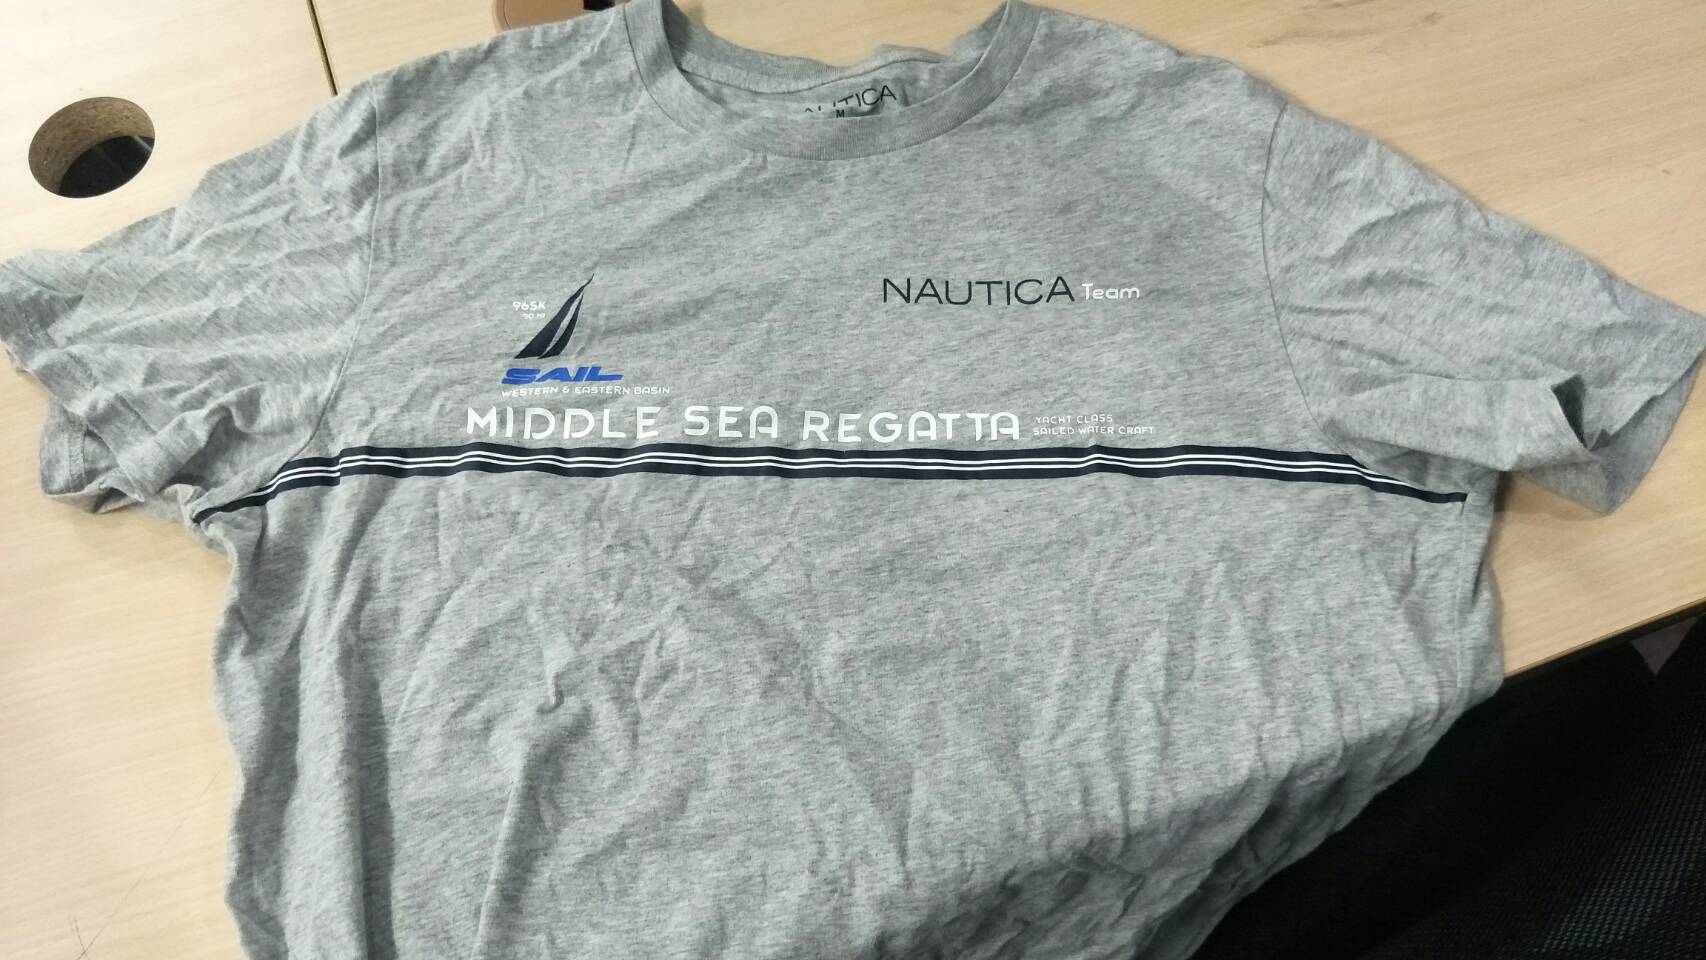 NAUTICA
M
NAUTICA Team
965K
SAIL
WESTERN & EASTERN BASIN
MIDDLE SEA REGATTA
YACHT CLASS
SAILED WATER CRAFT